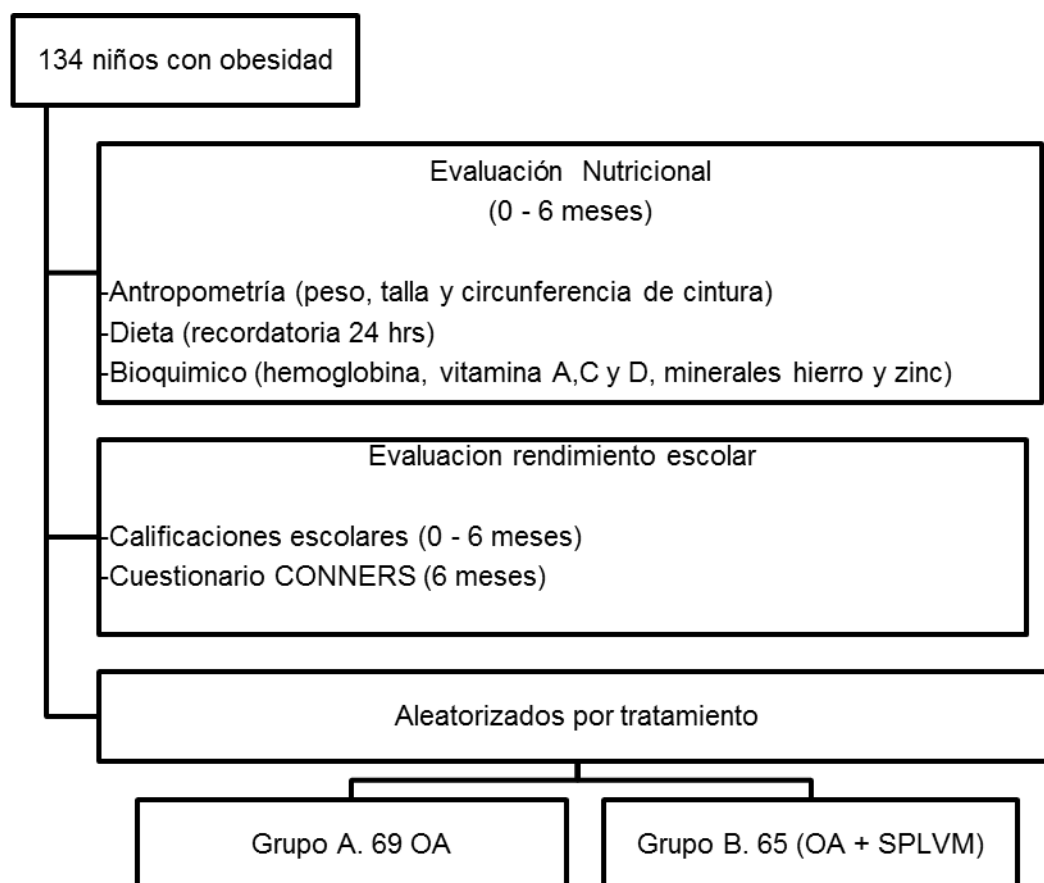 134 niños con obesidad
Evaluación Nutricional
(0 - 6 meses)
-Antropometría (peso, talla y circunferencia de cintura)
-Dieta (recordatoria 24 hrs)
-Bioquimico (hemoglobina, vitamina A,C y D, minerales hierro y zinc)
Evaluacion rendimiento escolar
-Calificaciones escolares (0 - 6 meses)
-Cuestionario CONNERS (6 meses)
Aleatorizados por tratamiento
Grupo A. 69 OA
Grupo B. 65 (OA + SPLVM)